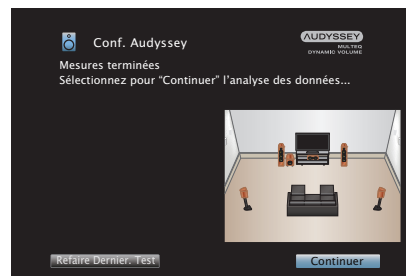 Conf. Audyssey
AUDYSSEY
MULTEQ
DYNAMIC VOLUME
Mesures terminées
Sélectionnez pour “Continuer” l’analyse des données...
Refaire Dernier. Test
Continuer